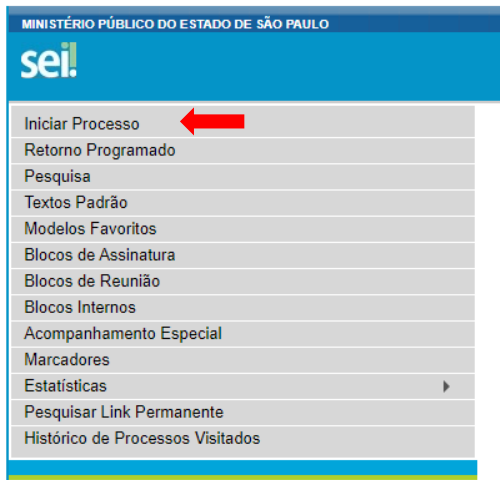 MINISTÉRIO PÚBLICO DO ESTADO DE SÃO PAULO
sei!
Iniciar Processo
Retorno Programado
Pesquisa
Textos Padrão
Modelos Favoritos
Blocos de Assinatura
Blocos de Reunião
Blocos Internos
Acompanhamento Especial
Marcadores
Estatísticas
Pesquisar Link Permanente
Histórico de Processos Visitados